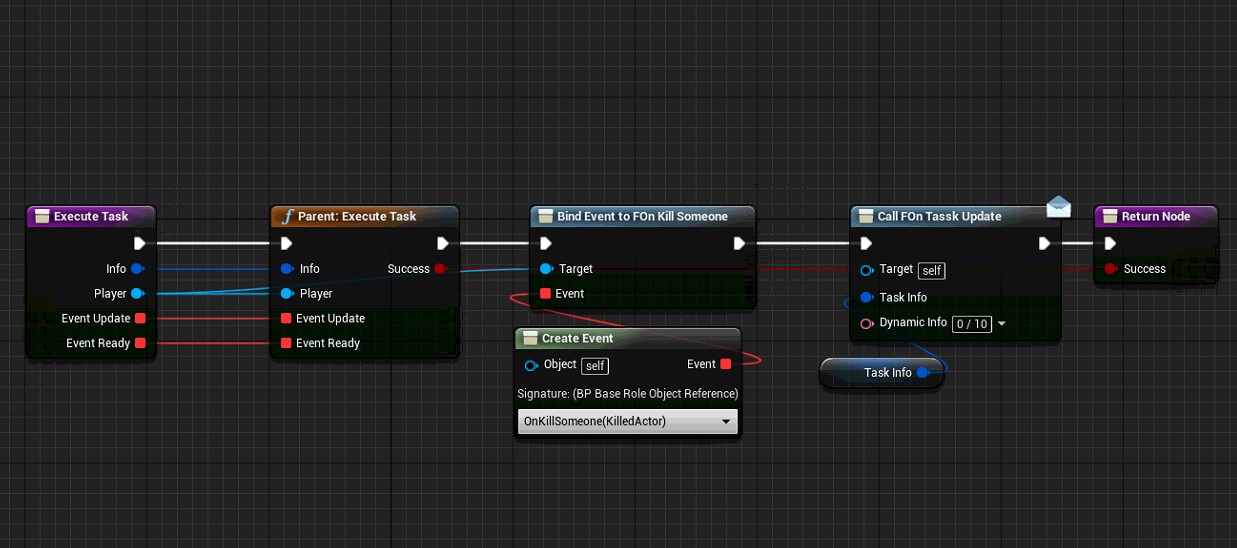 Execute Task
Info
Player
Event Update
Event Ready
f Parent: Execute Task
Info
Success
Player
Event Update
Event Ready
Bind Event to FOn Kill Someone
Target
Event
Create Event
Object self
Event
Signature: (BP Base Role Object Reference)
OnKillSomeone(KilledActor)
Call FOn Tassk Update
Target self
Task Info
Dynamic Info 0 / 10
Task Info
Return Node
Success